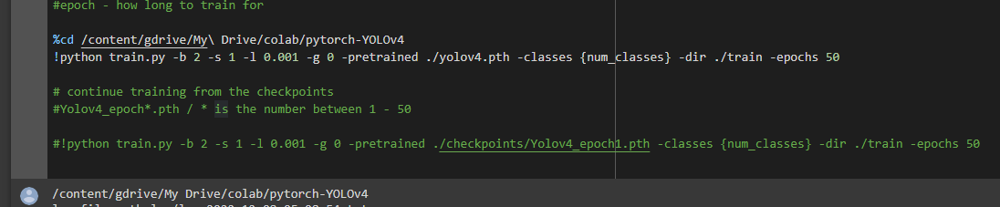 #epoch - how long to train for
%cd /content/gdrive/My\ Drive/colab/pytorch-YOLOv4
!python train.py -b 2 -s 1 -l 0.001 -g 0 -pretrained ./yolov4.pth -classes {num_classes} -dir ./train -epochs 50
# continue training from the checkpoints
#Yolov4_epoch*.pth / * is the number between 1 - 50
#!python train.py -b 2 -s 1 -l 0.001 -g 0 -pretrained ./checkpoints/Yolov4_epoch1.pth -classes {num_classes} -dir ./train -epochs 50
/content/gdrive/My Drive/colab/pytorch-YOLOv4